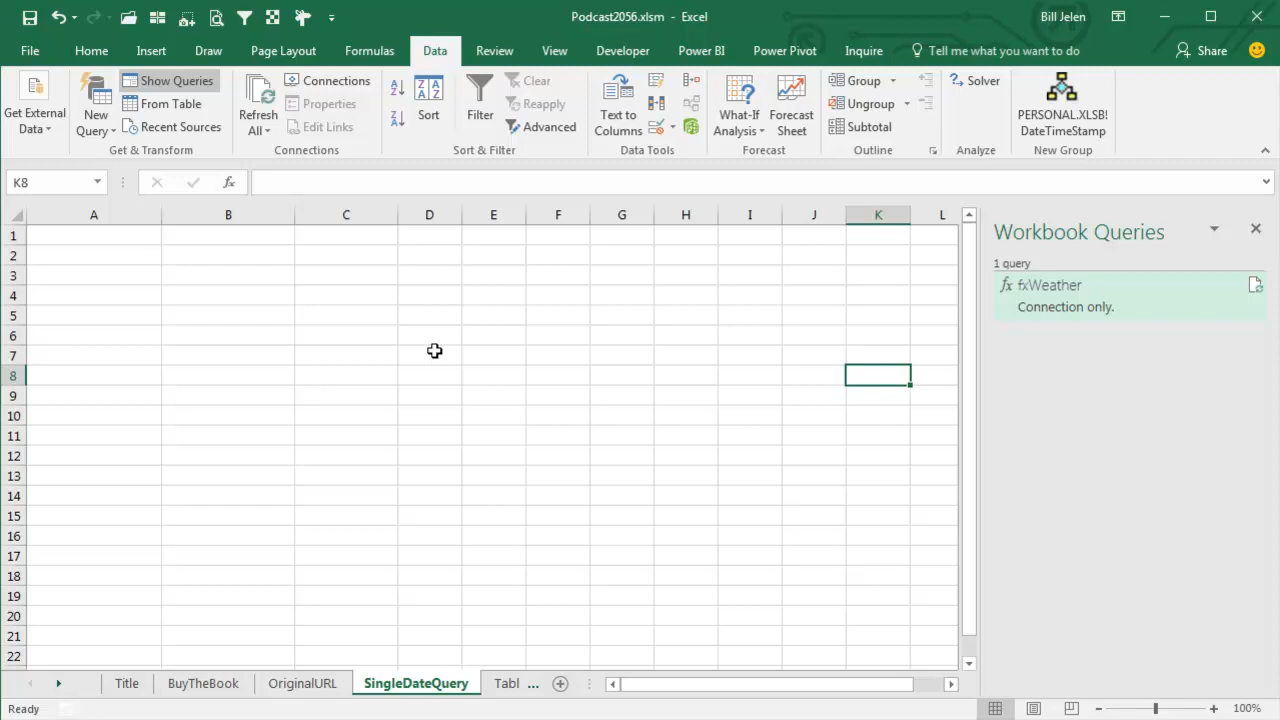 Podcast2056.xlsm - Excel
Bill Jelen
File Home Insert Draw Page Layout Formulas Data Review View Developer Power BI Power Pivot Inquire Tell me what you want to do Share
Get External Data
New Query
Show Queries
From Table
Recent Sources
Get & Transform
Refresh All
Connections
Properties
Edit Links
Connections
Sort
Filter
Clear
Reapply
Advanced
Sort & Filter
Text to Columns
Data Tools
What-If Analysis
Forecast Sheet
Forecast
Group
Ungroup
Subtotal
Outline
Solver
Analyze
PERSONAL.XLSB!
DateTimeStamp
New Group
K8
fx
A B C D E F G H I J K L
1
2
3
4
5
6
7
8
9
10
11
12
13
14
15
16
17
18
19
20
21
22
Workbook Queries
1 query
fx fxWeather
Connection only.
Title BuyTheBook OriginalURL SingleDateQuery Tabl ...
Ready
100%